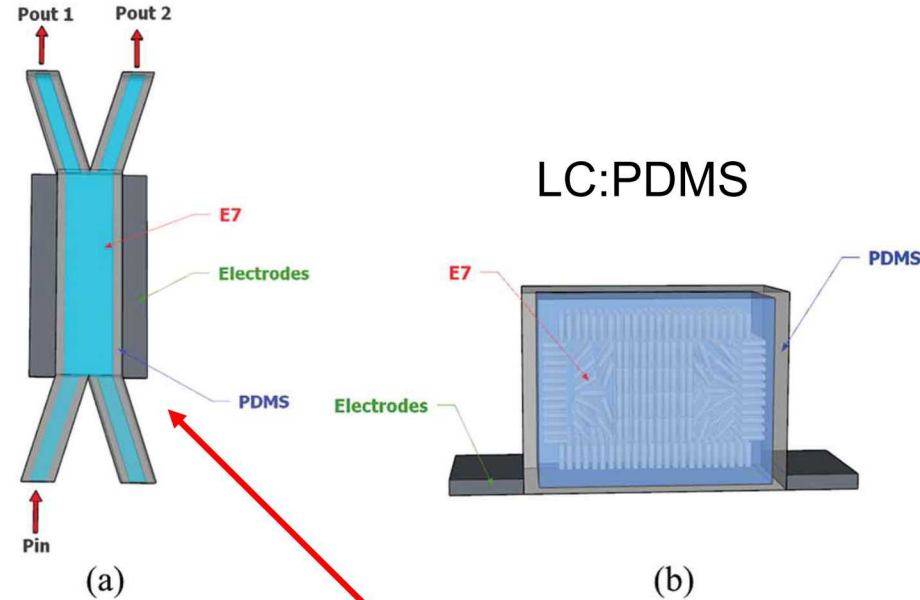 Pout 1 Pout 2
E7
Electrodes
PDMS
Pin
(a)
LC:PDMS
E7
PDMS
Electrodes
(b)